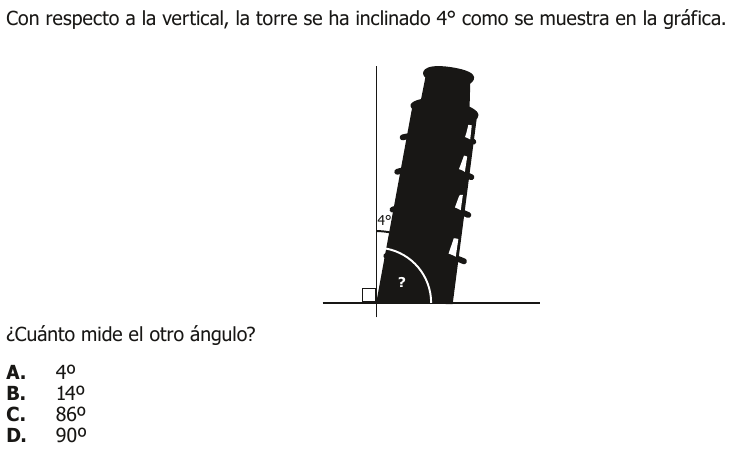 Con respecto a la vertical, la torre se ha inclinado 4° como se muestra en la gráfica.
4°
?
¿Cuánto mide el otro ángulo?
A. 4º
B. 14º
C. 86º
D. 90º